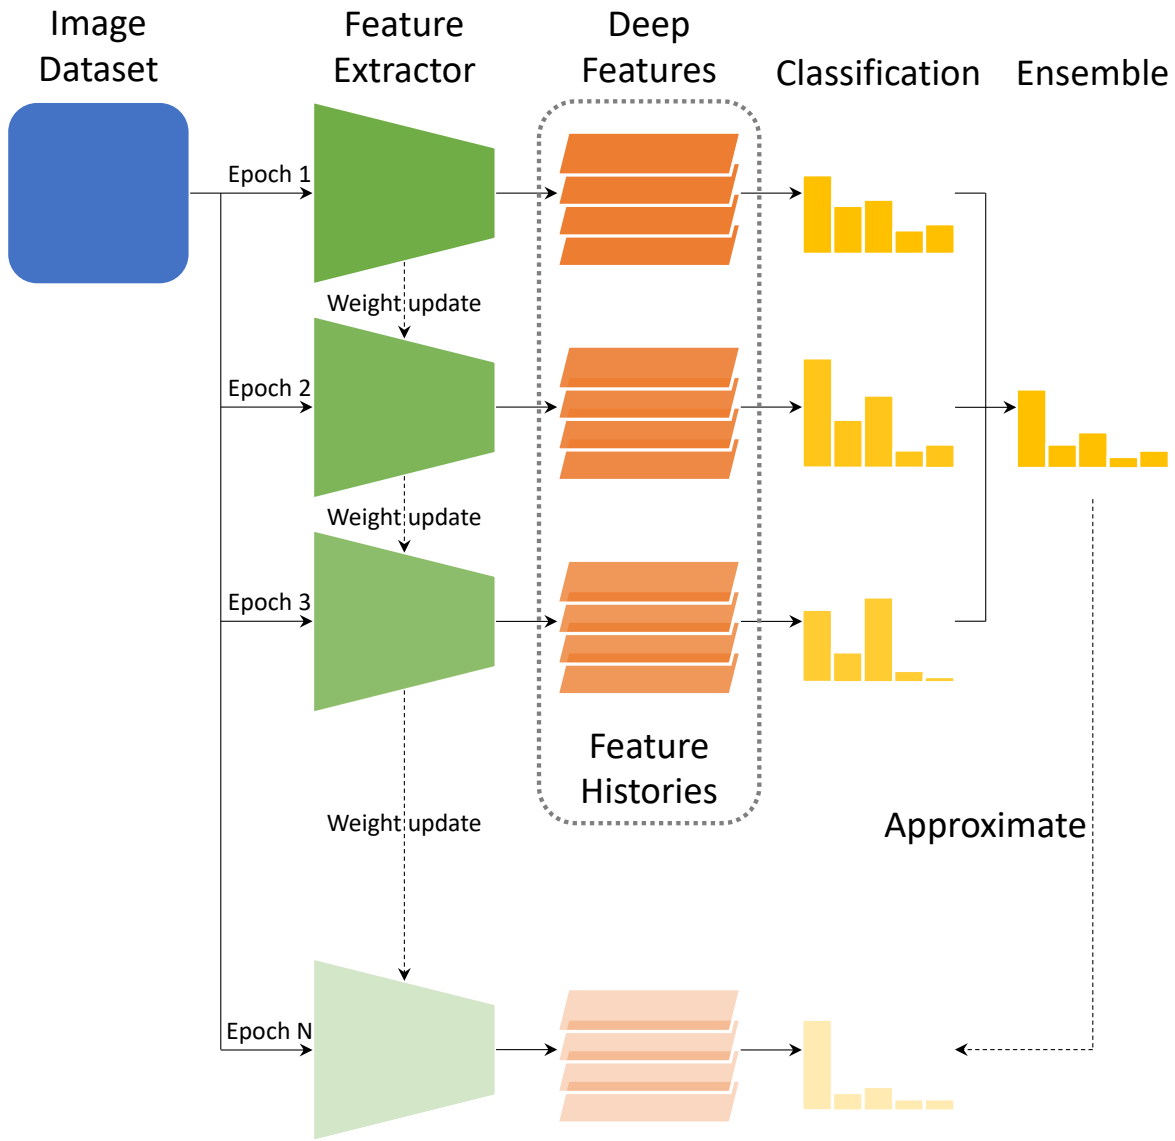 Image
Dataset
Feature
Extractor
Deep
Features
Classification
Ensemble
Epoch 1
Weight update
Epoch 2
Weight update
Epoch 3
Feature
Histories
Weight update
Approximate
Epoch N